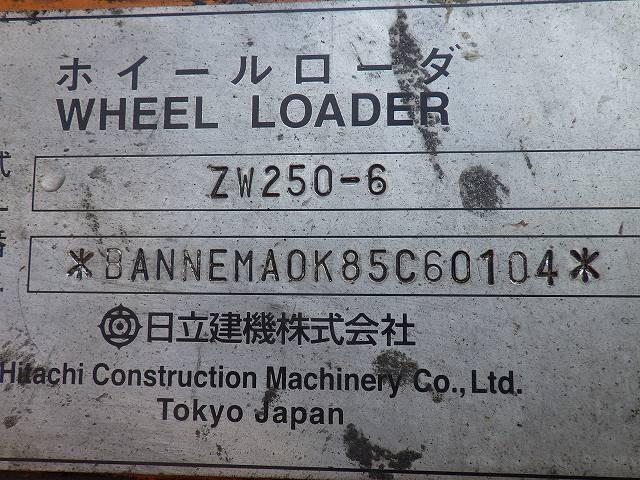 ホイールローダ
WHEEL LOADER
ZW250-6
*BANNEMA0K85C60104*
日立建機株式会社
Hitachi Construction Machinery Co., Ltd.
Tokyo Japan